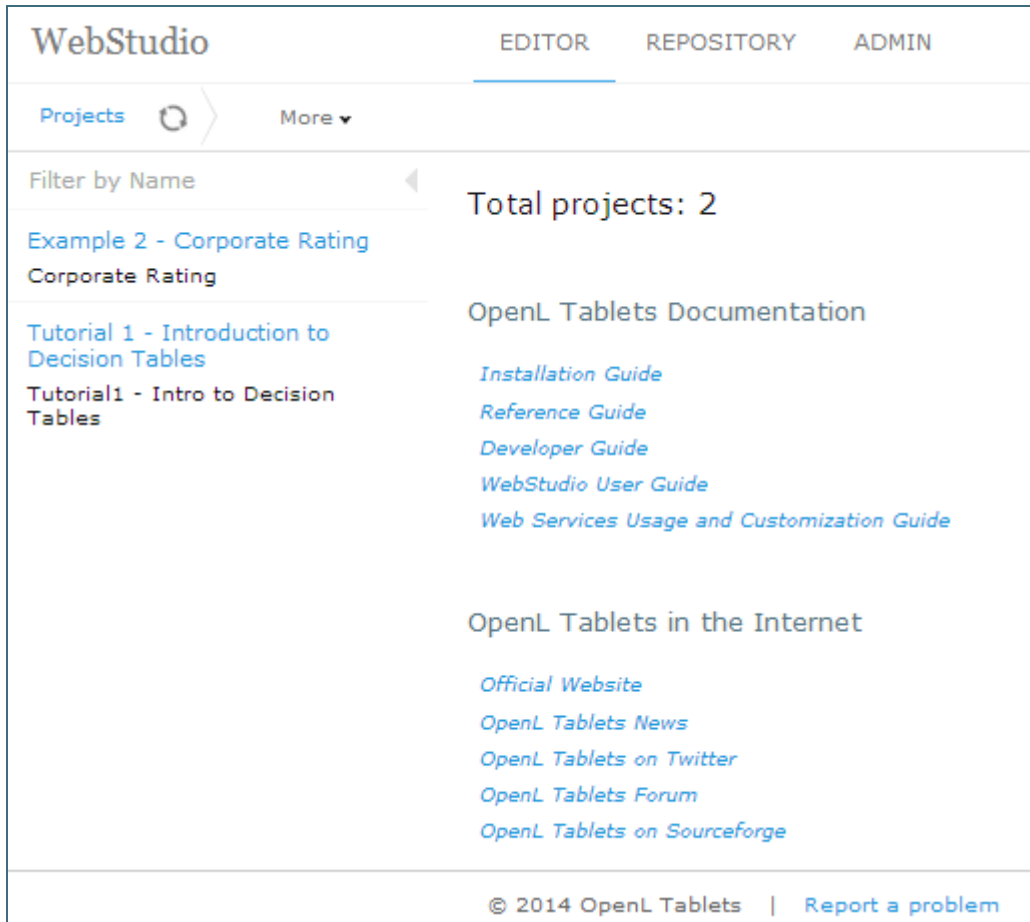 WebStudio
EDITOR REPOSITORY ADMIN
Projects
More
Filter by Name
Example 2 - Corporate Rating
Corporate Rating
Tutorial 1 - Introduction to
Decision Tables
Tutorial1 - Intro to Decision
Tables
Total projects: 2
OpenL Tablets Documentation
Installation Guide
Reference Guide
Developer Guide
WebStudio User Guide
Web Services Usage and Customization Guide
OpenL Tablets in the Internet
Official Website
OpenL Tablets News
OpenL Tablets on Twitter
OpenL Tablets Forum
OpenL Tablets on Sourceforge
© 2014 OpenL Tablets | Report a problem